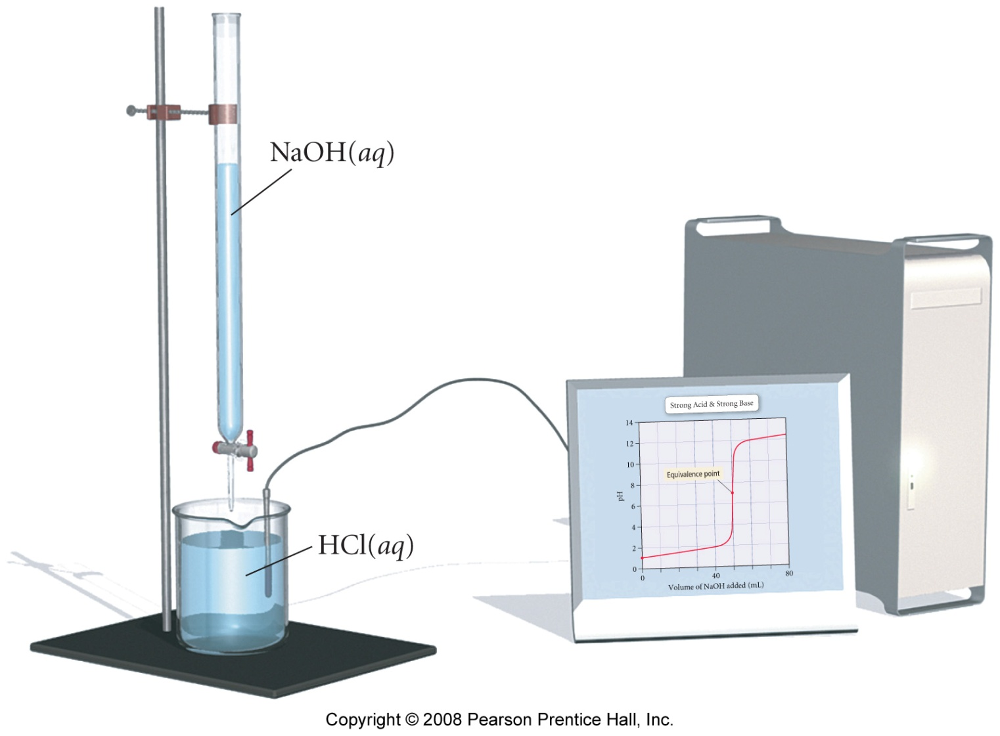 NaOH(aq)
HCl(aq)
Strong Acid & Strong Base
14
12
10
8
6
4
2
0
pH
Equivalence point
0
40
80
Volume of NaOH added (mL)
Copyright © 2008 Pearson Prentice Hall, Inc.